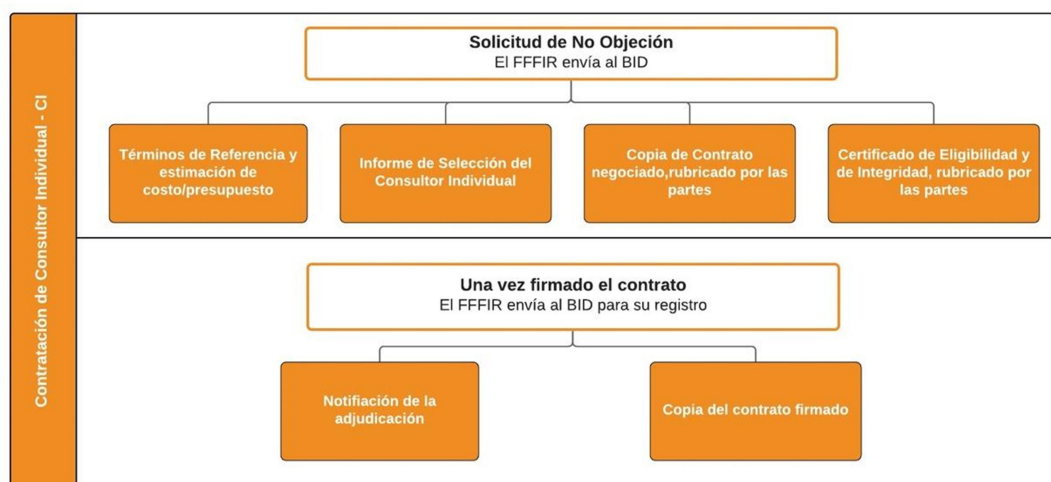 Contratación de Consultor Individual - CI
Solicitud de No Objeción
El FFFIR envía al BID
Términos de Referencia y
estimación de
costo/presupuesto
Informe de Selección del
Consultor Individual
Copia de Contrato
negociado,rubricado por las
partes
Certificado de Eligibilidad y
de Integridad, rubricado por
las partes
Una vez firmado el contrato
El FFFIR envía al BID para su registro
Notifiación de la
adjudicación
Copia del contrato firmado